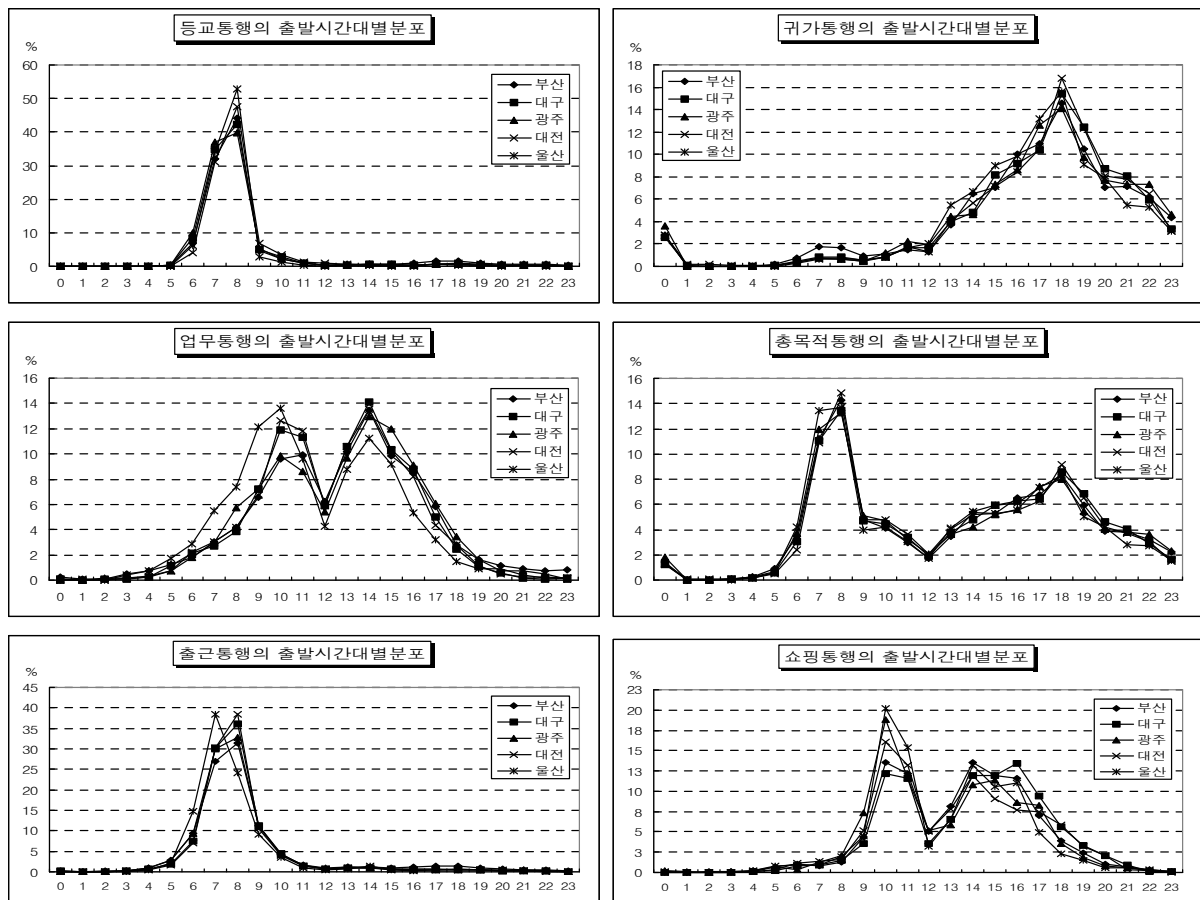 등교통행의 출발시간대별분포
%
60
50
40
30
20
10
0
0 1 2 3 4 5 6 7 8 9 10 11 12 13 14 15 16 17 18 19 20 21 22 23
부산
대구
광주
대전
울산
귀가통행의 출발시간대별분포
%
18
16
14
12
10
8
6
4
2
0
0 1 2 3 4 5 6 7 8 9 10 11 12 13 14 15 16 17 18 19 20 21 22 23
부산
대구
광주
대전
울산
업무통행의 출발시간대별분포
%
16
14
12
10
8
6
4
2
0
0 1 2 3 4 5 6 7 8 9 10 11 12 13 14 15 16 17 18 19 20 21 22 23
부산
대구
광주
대전
울산
총목적통행의 출발시간대별분포
%
16
14
12
10
8
6
4
2
0
0 1 2 3 4 5 6 7 8 9 10 11 12 13 14 15 16 17 18 19 20 21 22 23
부산
대구
광주
대전
울산
출근통행의 출발시간대별분포
%
45
40
35
30
25
20
15
10
5
0
0 1 2 3 4 5 6 7 8 9 10 11 12 13 14 15 16 17 18 19 20 21 22 23
부산
대구
광주
대전
울산
쇼핑통행의 출발시간대별분포
%
23
20
18
15
13
10
8
5
3
0
0 1 2 3 4 5 6 7 8 9 10 11 12 13 14 15 16 17 18 19 20 21 22 23
부산
대구
광주
대전
울산